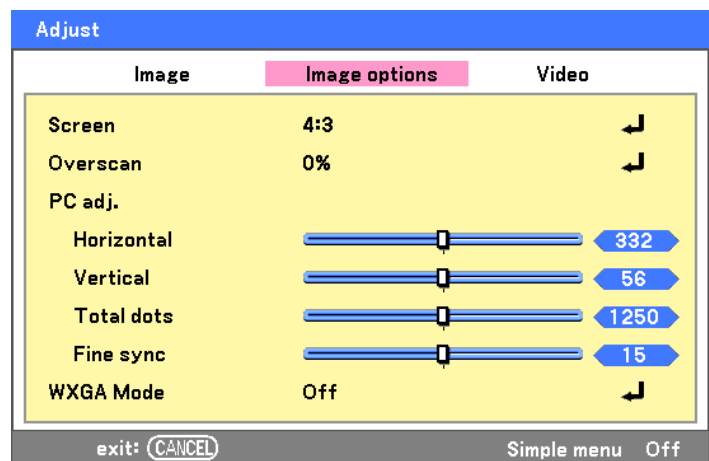 Adjust
Image Image options Video
Screen 4:3
Overscan 0%
PC adj.
Horizontal 332
Vertical 56
Total dots 1250
Fine sync 15
WXGA Mode Off
exit: CANCEL Simple menu Off